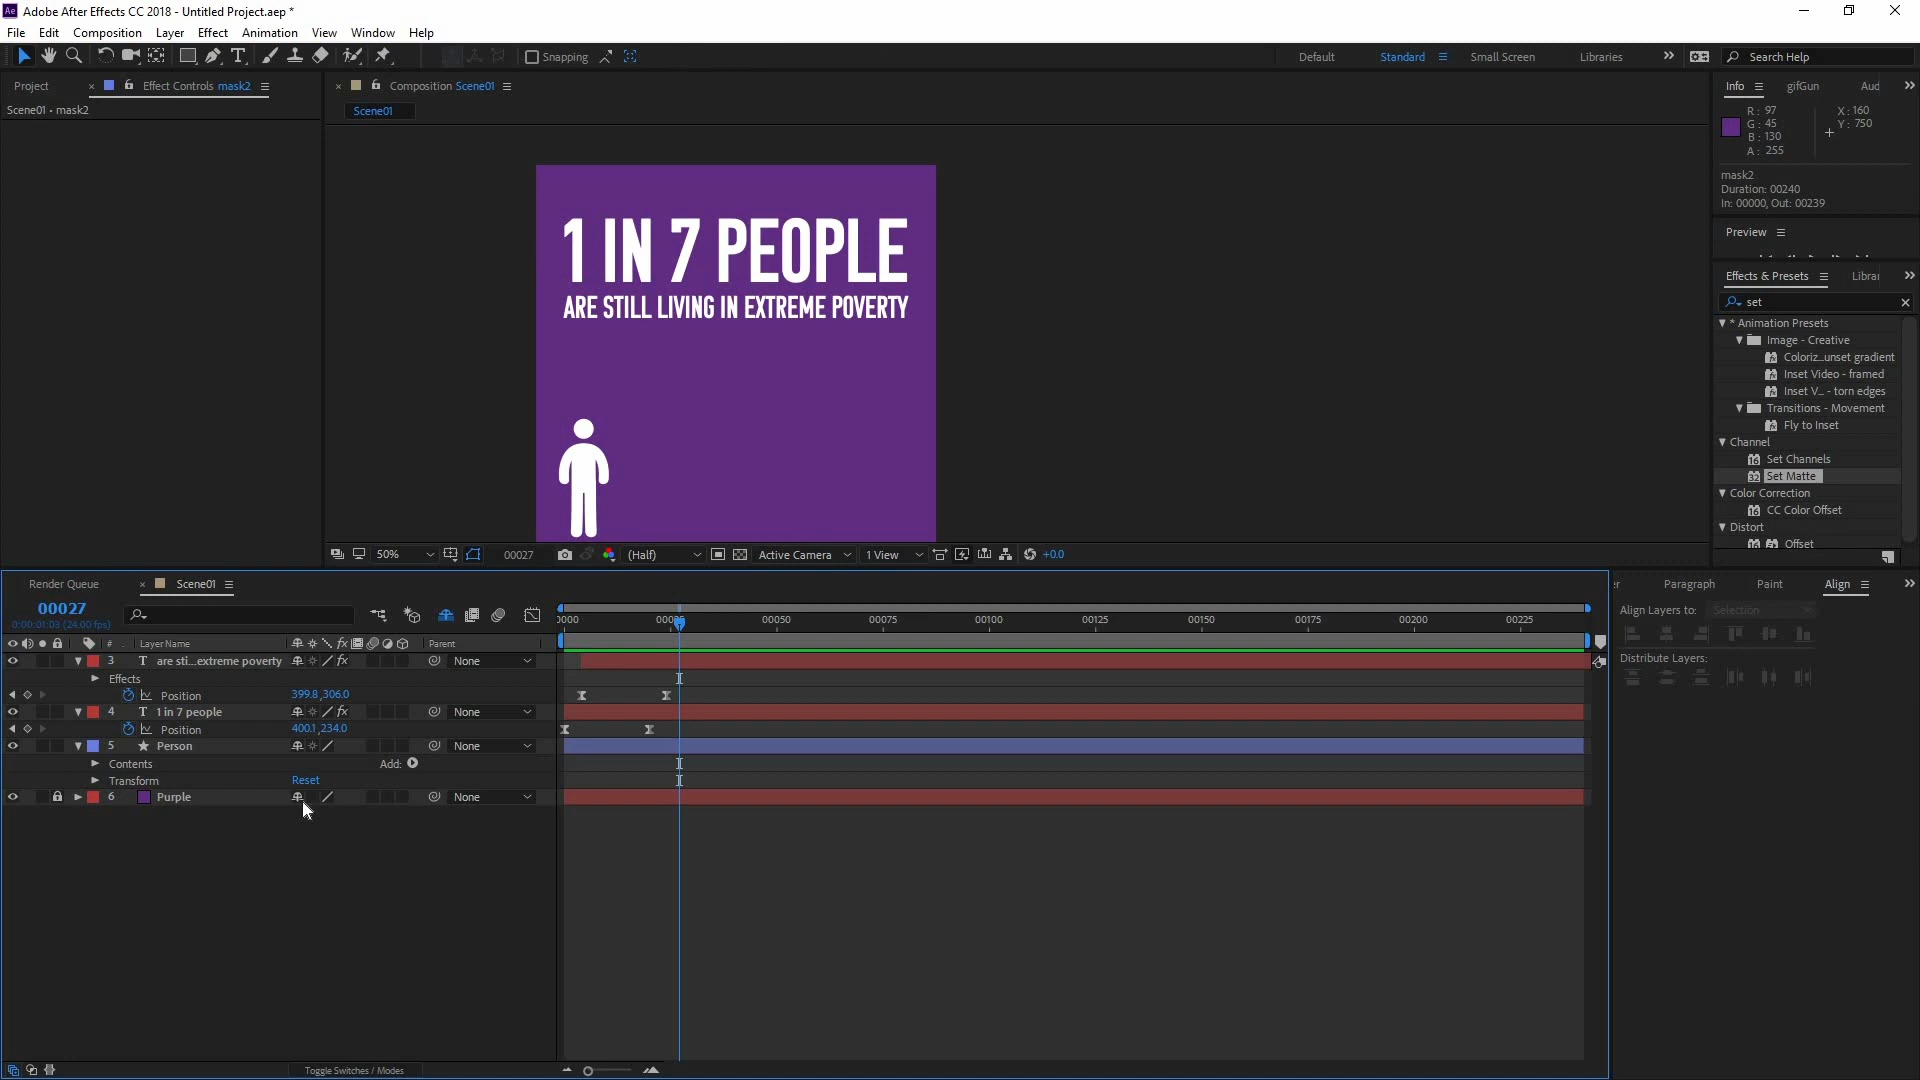 Adobe After Effects CC 2018 - Untitled Project.aep *
File Edit Composition Layer Effect Animation View Window Help
Snapping
Default Standard Small Screen Libraries
Search Help
Project
Effect Controls mask2
Scene01 • mask2
Composition Scene01
Scene01
1 IN 7 PEOPLE
ARE STILL LIVING IN EXTREME POVERTY
50% 00027 (Half) Active Camera 1 View +0.0
Info gifGun Aud
R: 97
G: 45
B: 130
A: 255
X: 160
Y: 750
mask2
Duration: 00240
In: 00000, Out: 00239
Preview
Effects & Presets Librar
set
* Animation Presets
Image - Creative
Coloriz...unset gradient
Inset Video - framed
Inset V... - torn edges
Transitions - Movement
Fly to Inset
Channel
Set Channels
Set Matte
Color Correction
CC Color Offset
Distort
Offset
Render Queue Scene01
00027
0:00:01:03 (24.00 fps)
# Layer Name Parent
00050 00075 00100 00125 00150 00175 00200 00225
3 T are sti...extreme poverty None
Effects
Position 399.8,306.0
4 T 1 in 7 people None
Position 400.1,234.0
5 Person None
Contents Add:
Transform Reset
6 Purple None
Toggle Switches / Modes
Paragraph Paint Align
Align Layers to: Selection
Distribute Layers: